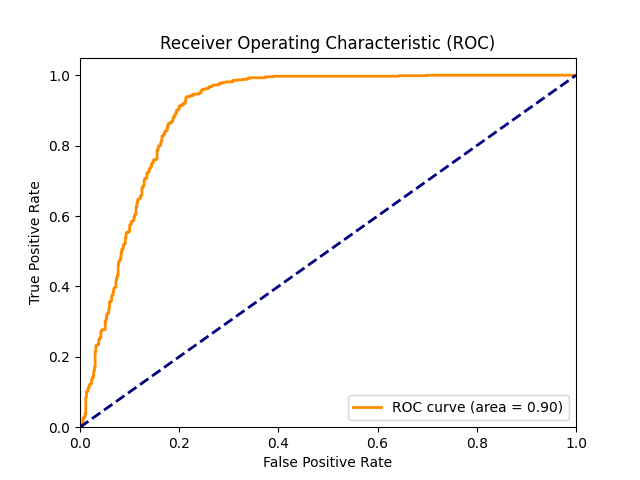 Receiver Operating Characteristic (ROC)
True Positive Rate
1.0
0.8
0.6
0.4
0.2
0.0
0.0 0.2 0.4 0.6 0.8 1.0
False Positive Rate
ROC curve (area = 0.90)